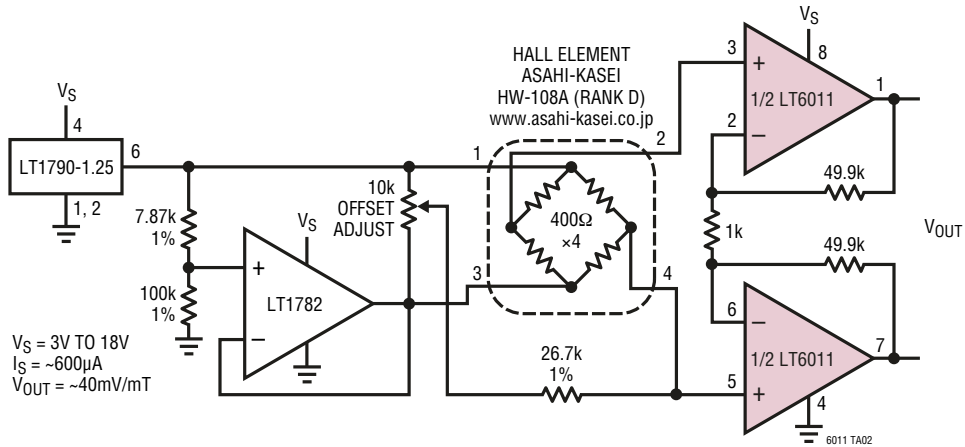 VS
4
LT1790-1.25
6
1, 2
7.87k
1%
100k
1%
VS = 3V TO 18V
IS = ~600µA
VOUT = ~40mV/mT
VS
+
LT1782
–
10k
OFFSET
ADJUST
HALL ELEMENT
ASAHI-KASEI
HW-108A (RANK D)
www.asahi-kasei.co.jp
1
2
3
4
400Ω
×4
26.7k
1%
VS
8
3
+
1/2 LT6011
1
2
–
49.9k
1k
49.9k
VOUT
6
–
1/2 LT6011
7
5
+
4
6011 TA02